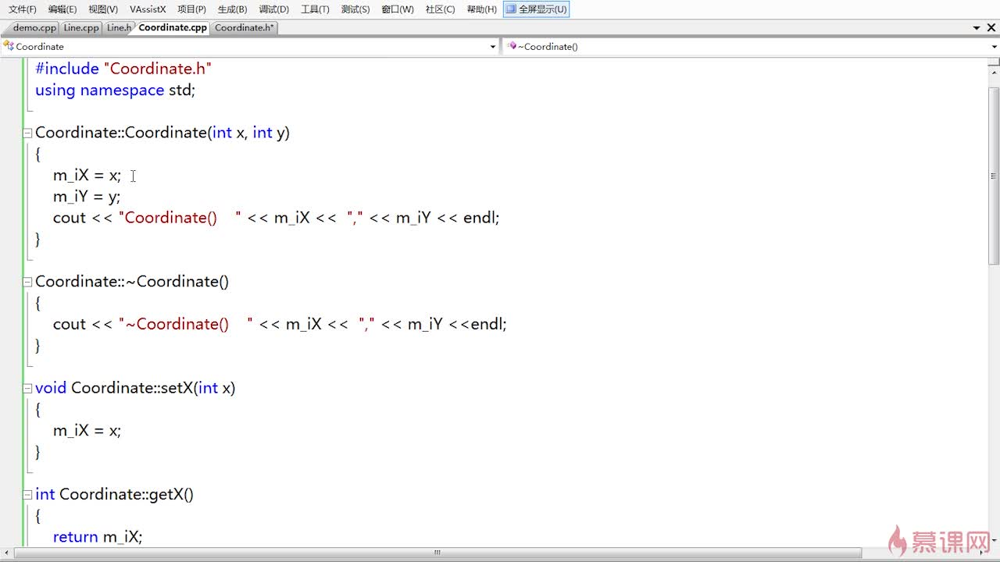 文件(F) 编辑(E) 视图(V) VAssistX 项目(P) 生成(B) 调试(D) 工具(T) 测试(S) 窗口(W) 社区(C) 帮助(H) 全屏显示(U)
demo.cpp Line.cpp Line.h Coordinate.cpp Coordinate.h*
Coordinate ~Coordinate()
#include "Coordinate.h"
using namespace std;
Coordinate::Coordinate(int x, int y)
{
m_iX = x;
m_iY = y;
cout << "Coordinate()    " << m_iX <<  "," << m_iY << endl;
}
Coordinate::~Coordinate()
{
cout << "~Coordinate()    " << m_iX <<  "," << m_iY <<endl;
}
void Coordinate::setX(int x)
{
m_iX = x;
}
int Coordinate::getX()
{
return m_iX;
慕课网